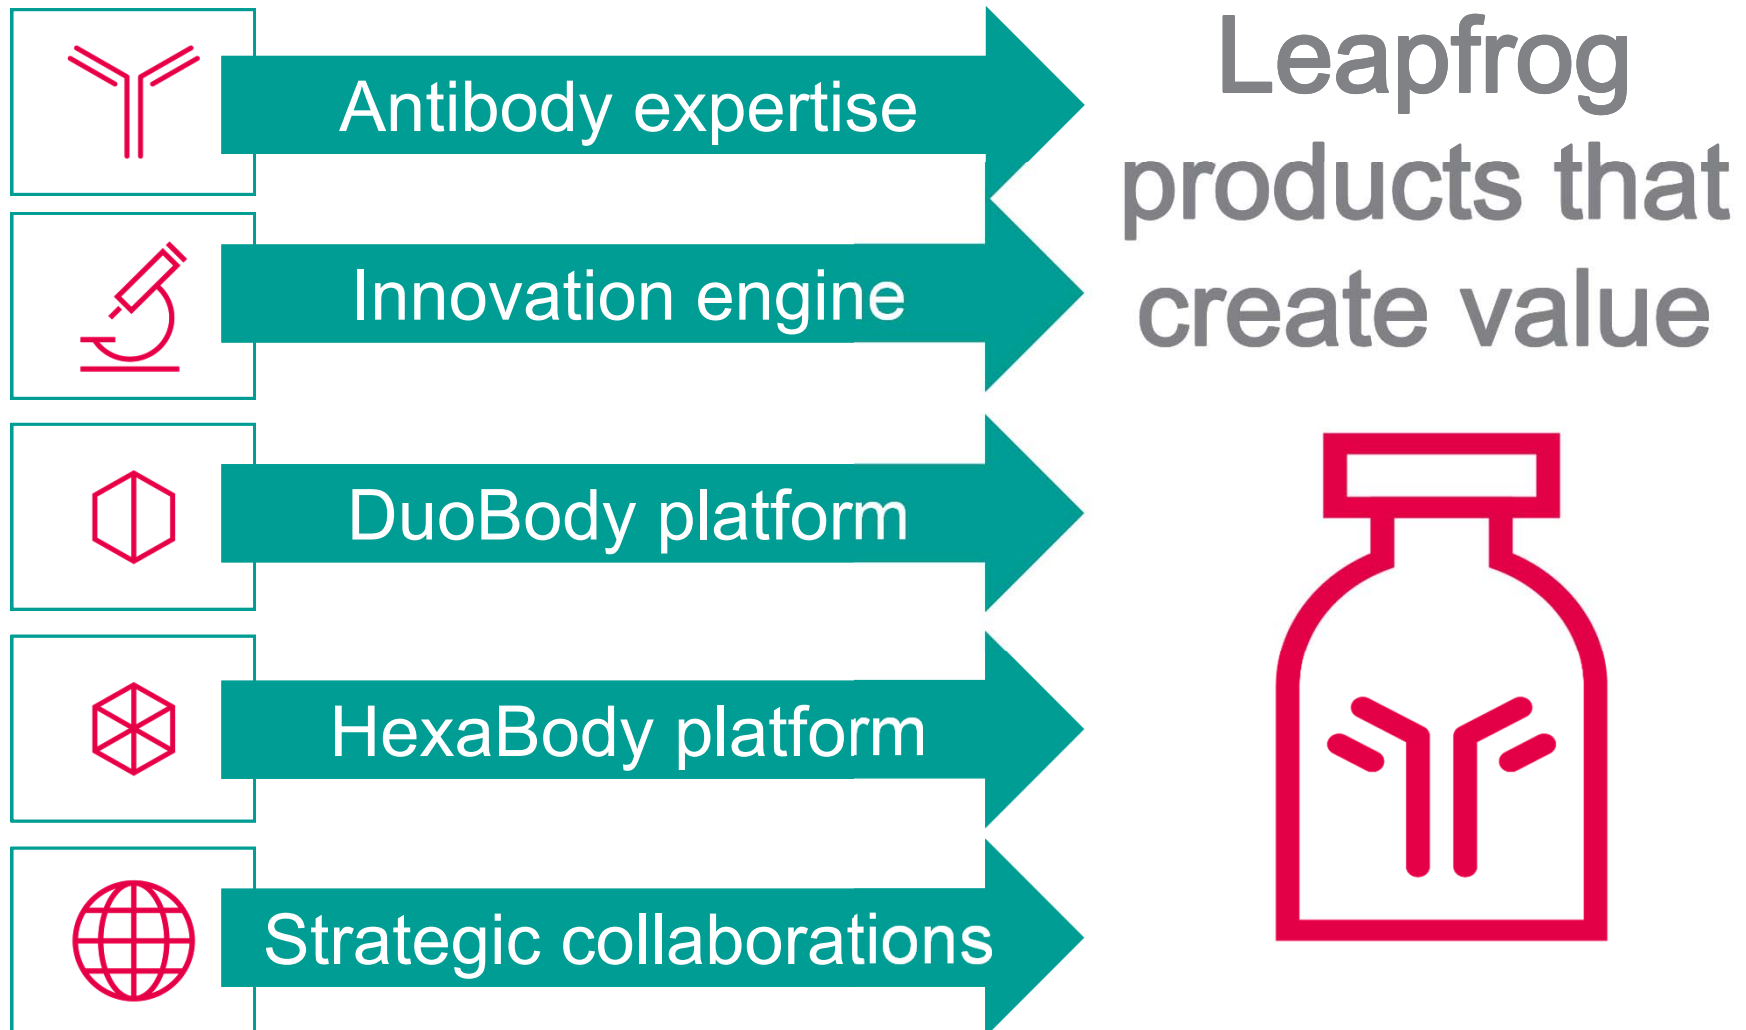 Antibody expertise
Innovation engine
DuoBody platform
HexaBody platform
Strategic collaborations
Leapfrog
products that
create value